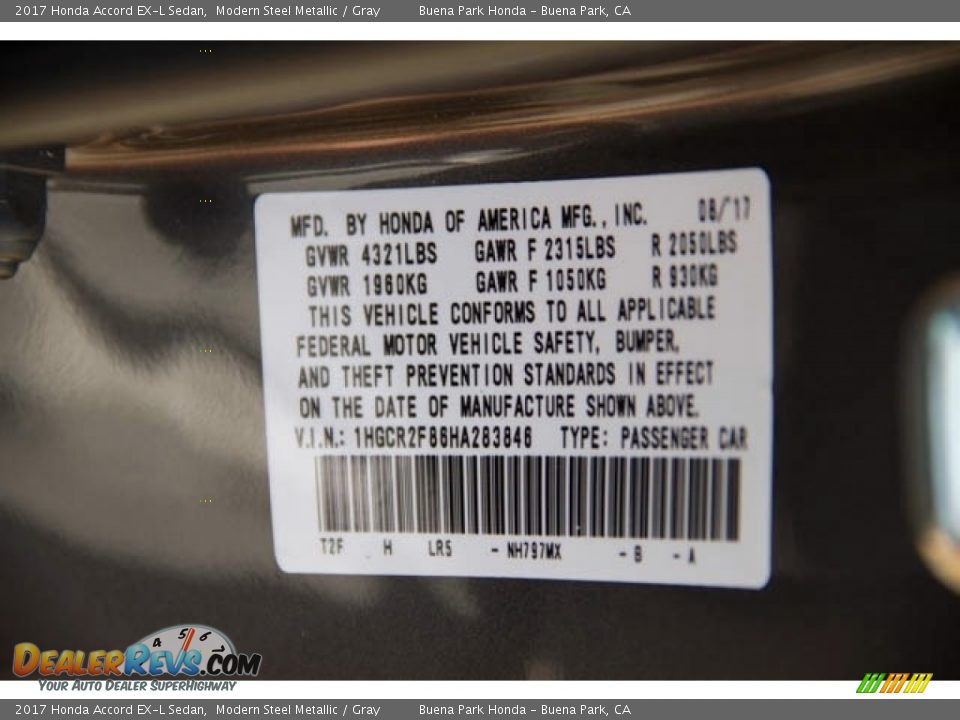 2017 Honda Accord EX-L Sedan, Modern Steel Metallic / Gray Buena Park Honda - Buena Park, CA
MFD. BY HONDA OF AMERICA MFG., INC. 08/17
GVWR 4321LBS GAWR F 2315LBS R 2050LBS
GVWR 1960KG GAWR F 1050KG R 930KG
THIS VEHICLE CONFORMS TO ALL APPLICABLE
FEDERAL MOTOR VEHICLE SAFETY, BUMPER,
AND THEFT PREVENTION STANDARDS IN EFFECT
ON THE DATE OF MANUFACTURE SHOWN ABOVE.
V.I.N.: 1HGCR2F86HA283846 TYPE: PASSENGER CAR
T2F H LR5 - NH797MX - B - A
4 5 6
DEALERREVS.COM
YOUR AUTO DEALER SUPERHIGHWAY
2017 Honda Accord EX-L Sedan, Modern Steel Metallic / Gray Buena Park Honda - Buena Park, CA